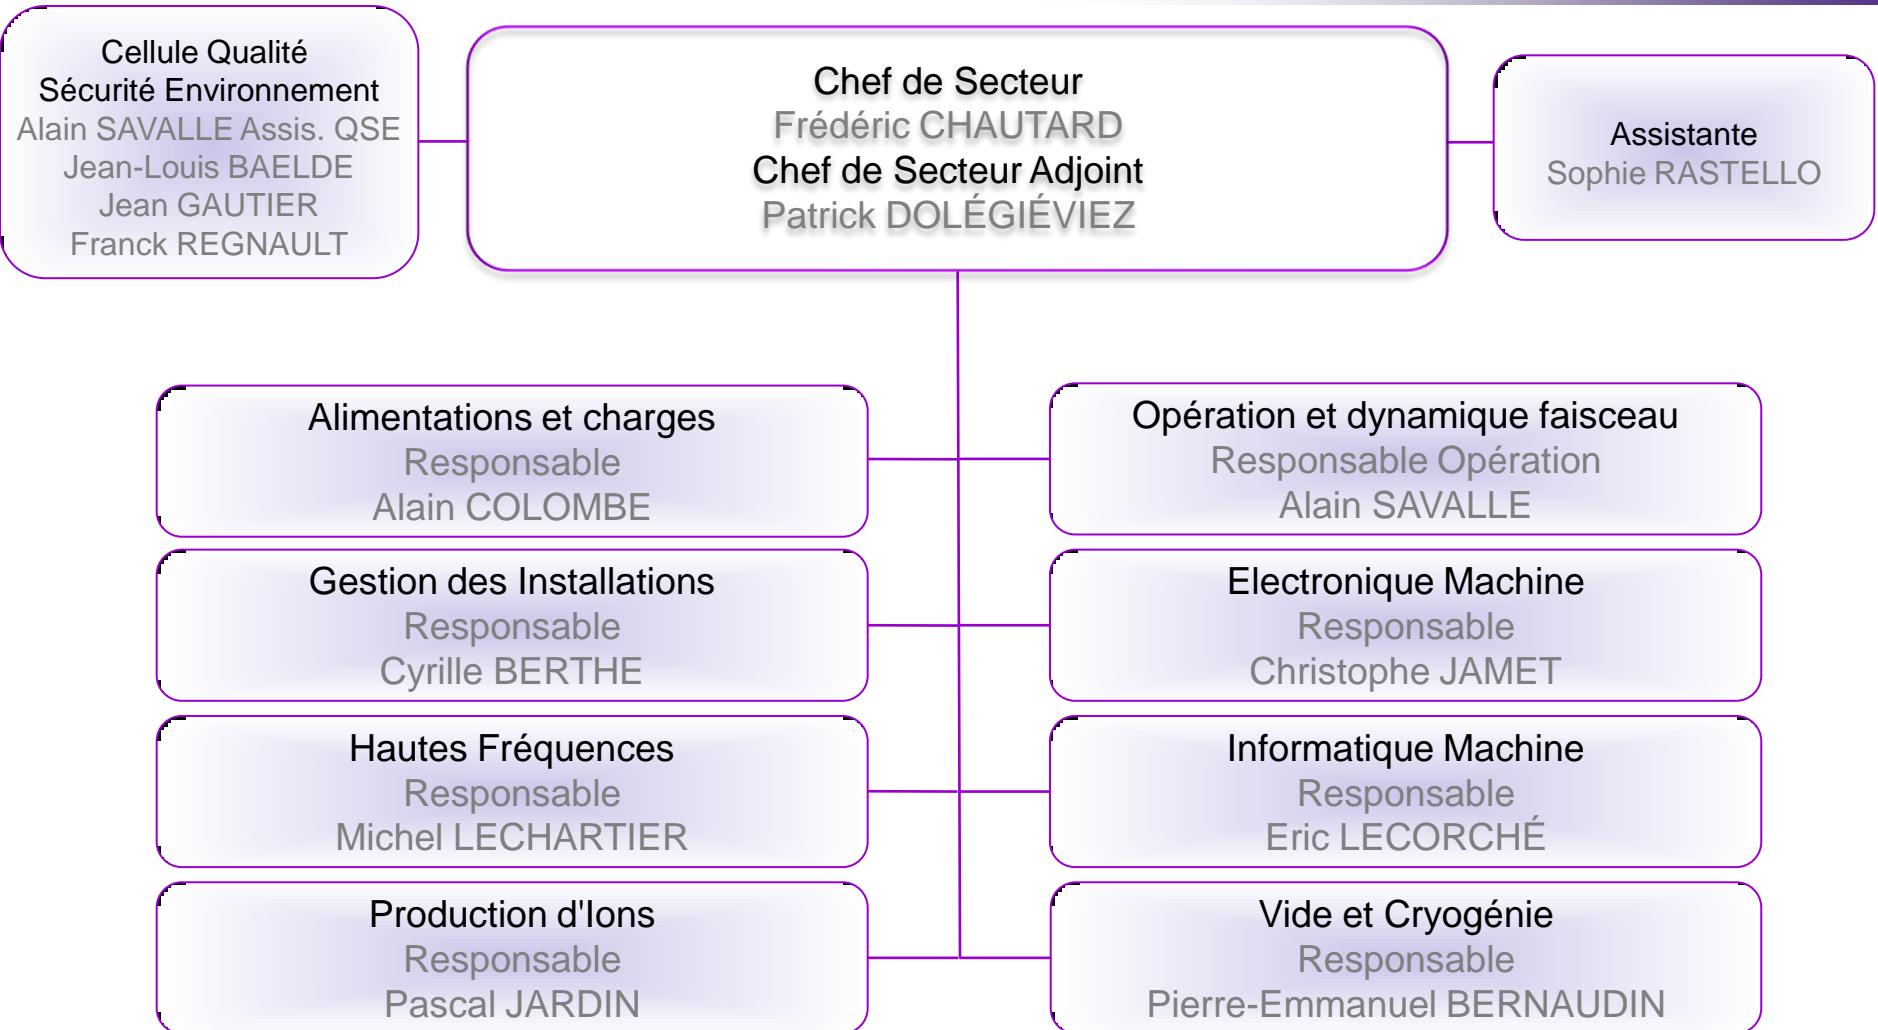 Cellule Qualité
Sécurité Environnement
Alain SAVALLE Assis. QSE
Jean-Louis BAELDE
Jean GAUTIER
Franck REGNAULT
Chef de Secteur
Frédéric CHAUTARD
Chef de Secteur Adjoint
Patrick DOLÉGIÉVIEZ
Assistante
Sophie RASTELLO
Alimentations et charges
Responsable
Alain COLOMBE
Opération et dynamique faisceau
Responsable Opération
Alain SAVALLE
Gestion des Installations
Responsable
Cyrille BERTHE
Electronique Machine
Responsable
Christophe JAMET
Hautes Fréquences
Responsable
Michel LECHARTIER
Informatique Machine
Responsable
Eric LECORCHÉ
Production d'Ions
Responsable
Pascal JARDIN
Vide et Cryogénie
Responsable
Pierre-Emmanuel BERNAUDIN